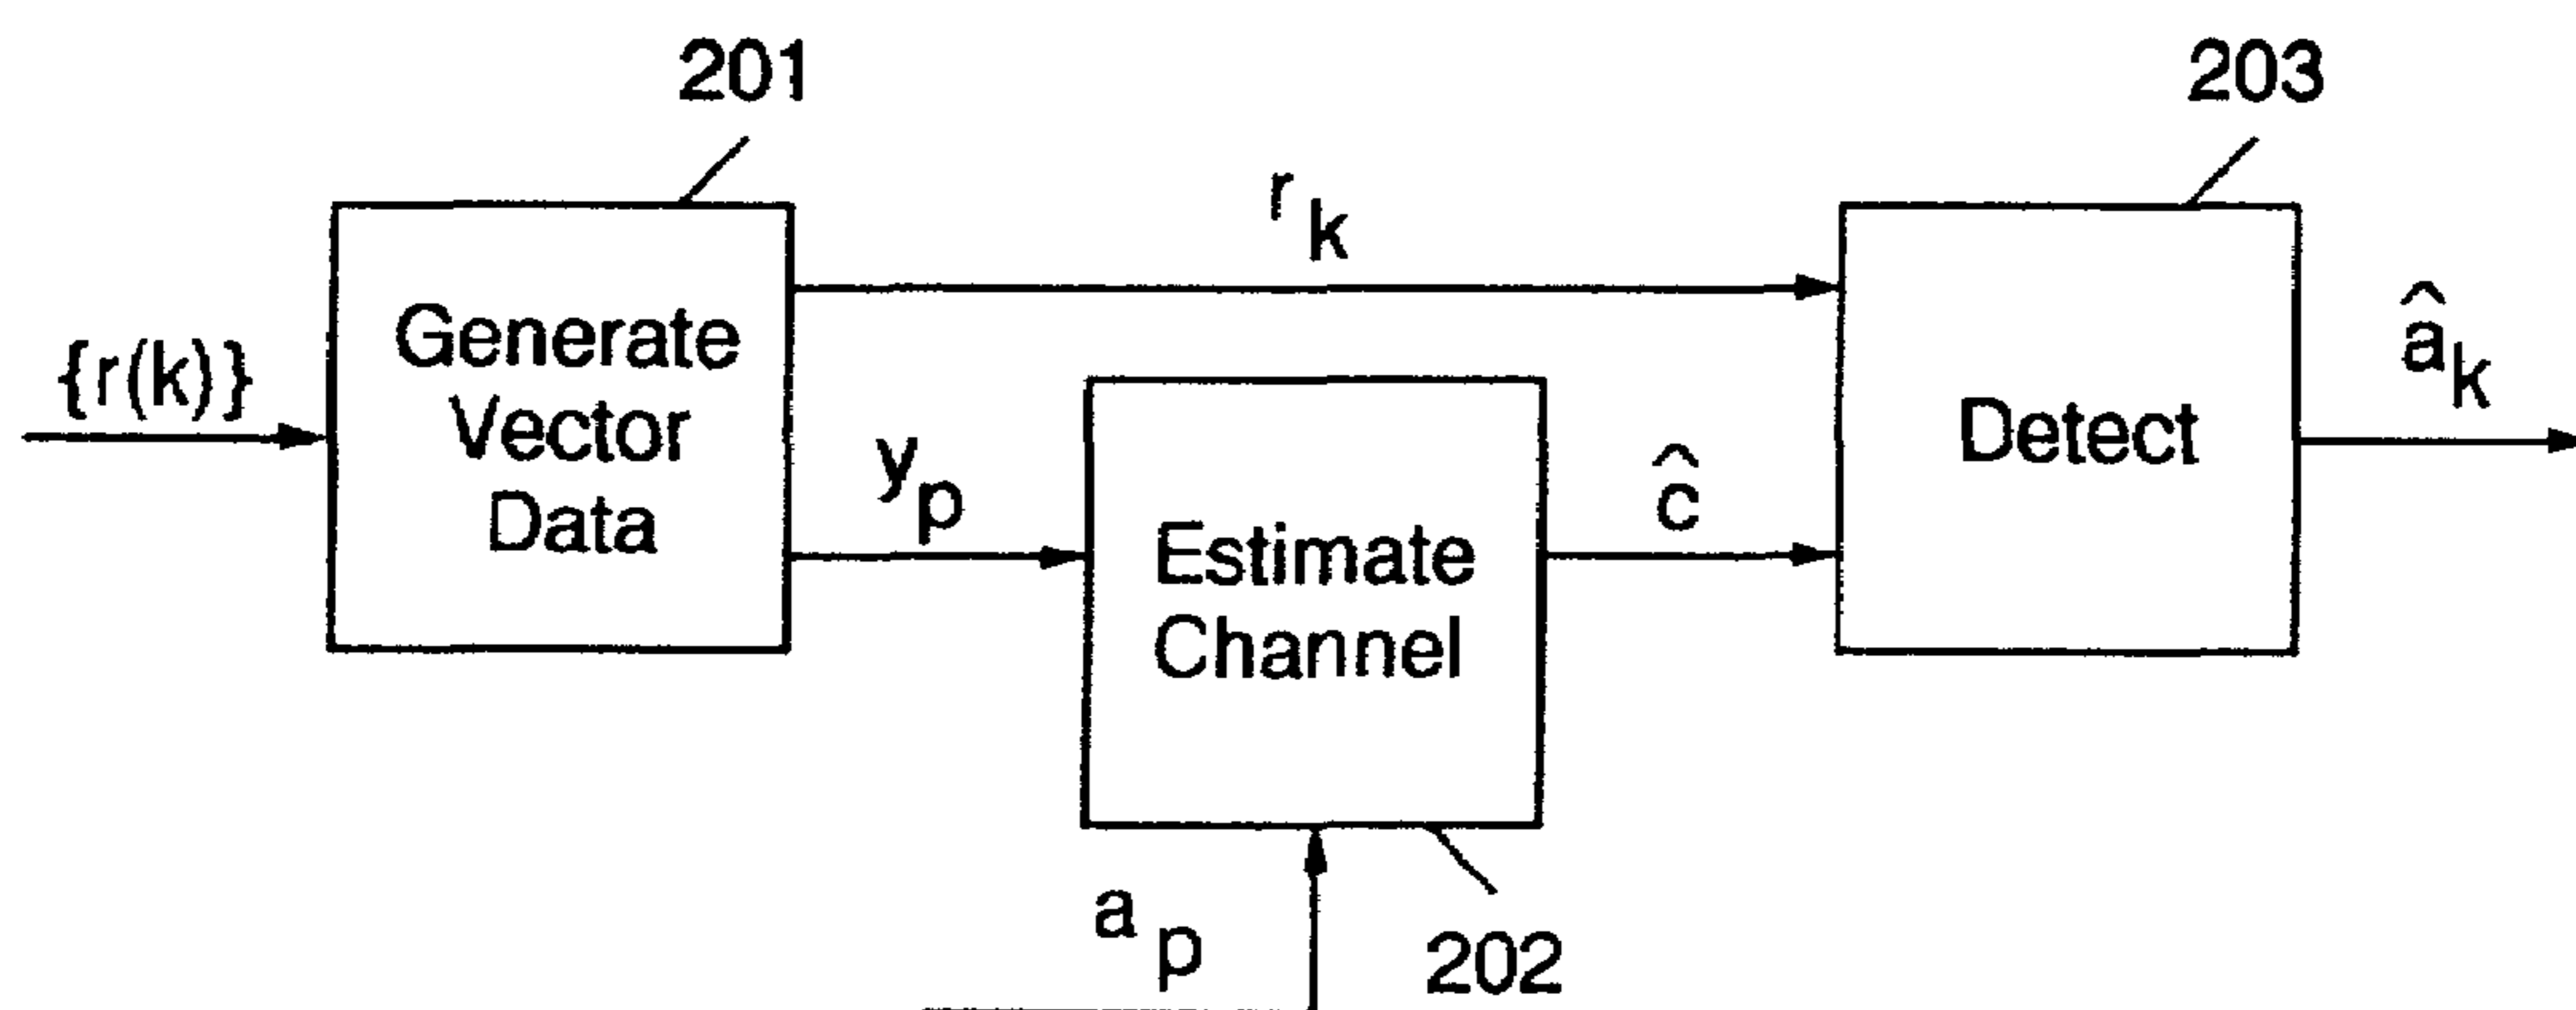 201
203
r k
{r(k)}
Generate
Vector
Data
y p
Estimate
Channel
ĉ
Detect
â k
a p
202